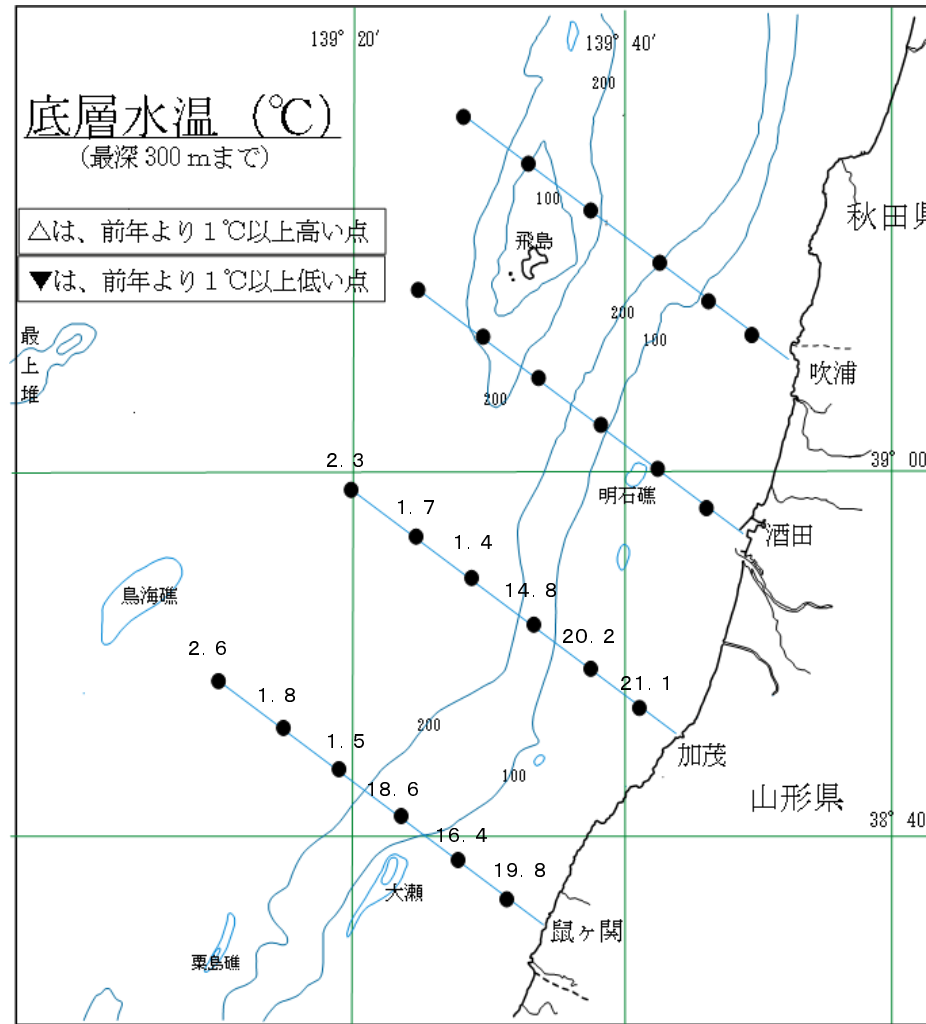 139° 20′
139° 40′
200
底層水温 (℃)
(最深 300 mまで)
100
秋田県
△は、前年より 1℃以上高い点
飛島
▼は、前年より 1℃以上低い点
200
最上堆
100
吹浦
200
2. 3
39° 00
明石礁
1. 7
酒田
1. 4
鳥海礁
14. 8
20. 2
2. 6
21. 1
1. 8
200
加茂
1. 5
100
山形県
18. 6
38° 40
16. 4
19. 8
大瀬
鼠ヶ関
粟島礁